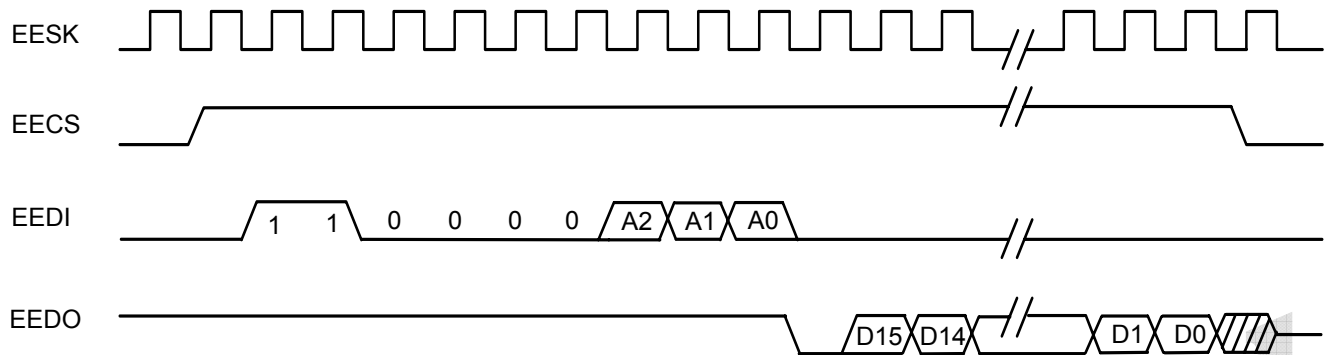 EESK
EECS
EEDI 1 1 0 0 0 0 A2 A1 A0
EEDO D15 D14 D1 D0